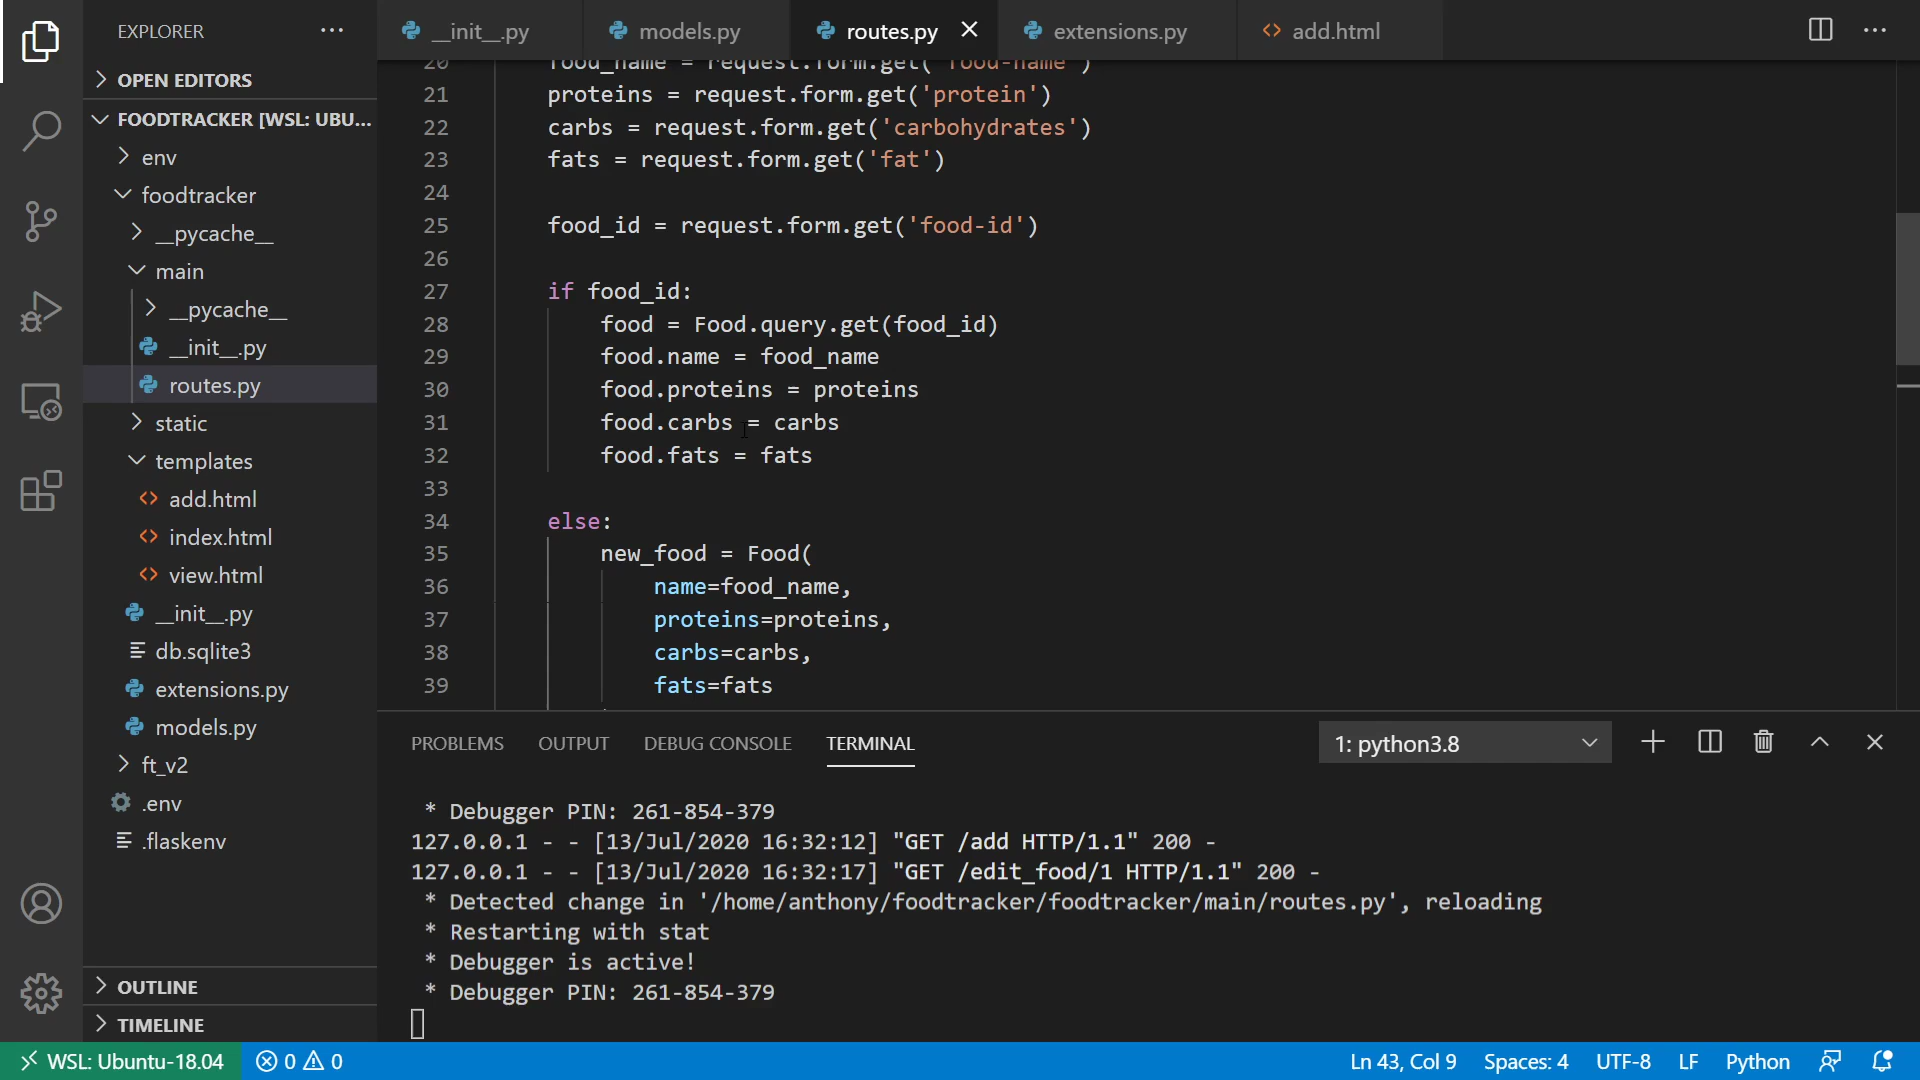 EXPLORER
OPEN EDITORS
FOODTRACKER [WSL: UBU...
env
foodtracker
__pycache__
main
__pycache__
__init__.py
routes.py
static
templates
add.html
index.html
view.html
__init__.py
db.sqlite3
extensions.py
models.py
ft_v2
.env
.flaskenv
OUTLINE
TIMELINE
__init__.py
models.py
routes.py
extensions.py
add.html
20 food_name = request.form.get('food-name')
21 proteins = request.form.get('protein')
22 carbs = request.form.get('carbohydrates')
23 fats = request.form.get('fat')
24
25 food_id = request.form.get('food-id')
26
27 if food_id:
28 food = Food.query.get(food_id)
29 food.name = food_name
30 food.proteins = proteins
31 food.carbs = carbs
32 food.fats = fats
33
34 else:
35 new_food = Food(
36 name=food_name,
37 proteins=proteins,
38 carbs=carbs,
39 fats=fats
PROBLEMS OUTPUT DEBUG CONSOLE TERMINAL
1: python3.8
* Debugger PIN: 261-854-379
127.0.0.1 - - [13/Jul/2020 16:32:12] "GET /add HTTP/1.1" 200 -
127.0.0.1 - - [13/Jul/2020 16:32:17] "GET /edit_food/1 HTTP/1.1" 200 -
* Detected change in '/home/anthony/foodtracker/foodtracker/main/routes.py', reloading
* Restarting with stat
* Debugger is active!
* Debugger PIN: 261-854-379
WSL: Ubuntu-18.04 0 0 Ln 43, Col 9 Spaces: 4 UTF-8 LF Python